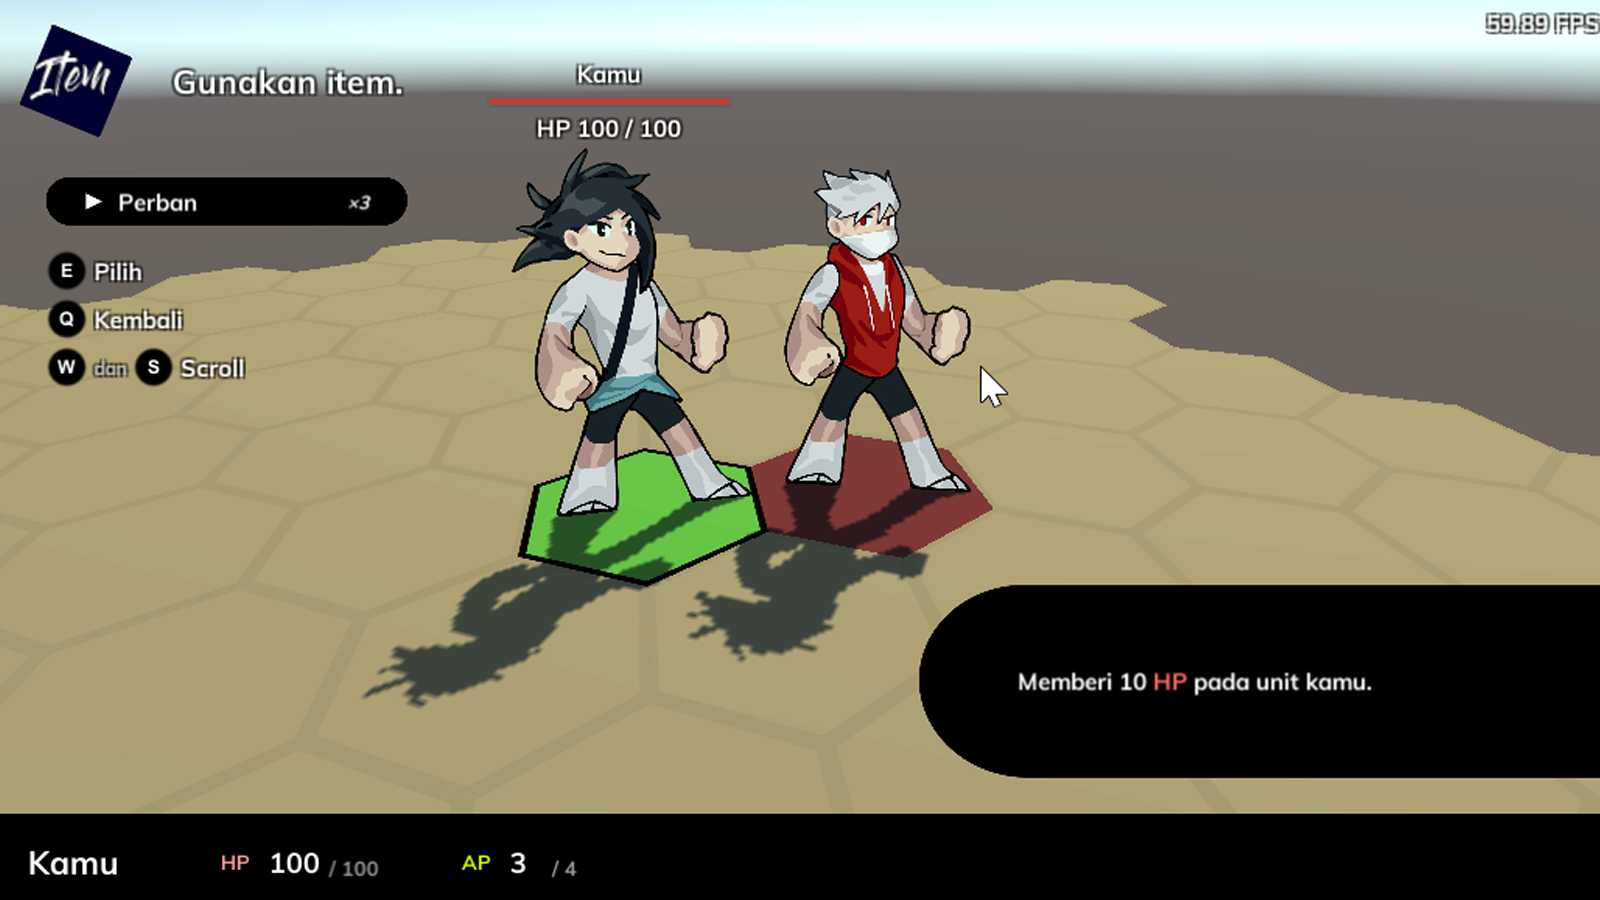 59.89 FPS
Item
Gunakan item.
Kamu
HP 100 / 100
Perban ×3
E Pilih
Q Kembali
W dan S Scroll
Memberi 10 HP pada unit kamu.
Kamu HP 100 / 100 AP 3 / 4